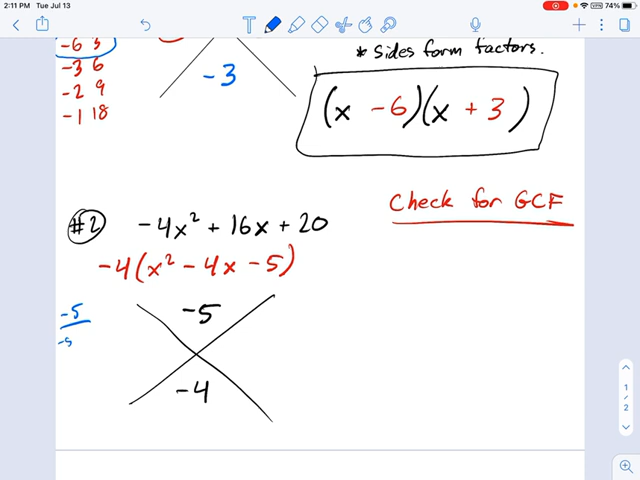 2:11 PM Tue Jul 13
74%
T
-6 3
-3 6
-2 9
-1 18
-3
* Sides form factors.
(x -6)(x +3)
Check for GCF
#2 -4x² + 16x + 20
-4(x² - 4x - 5)
-5
-5
-5
-4
1
2